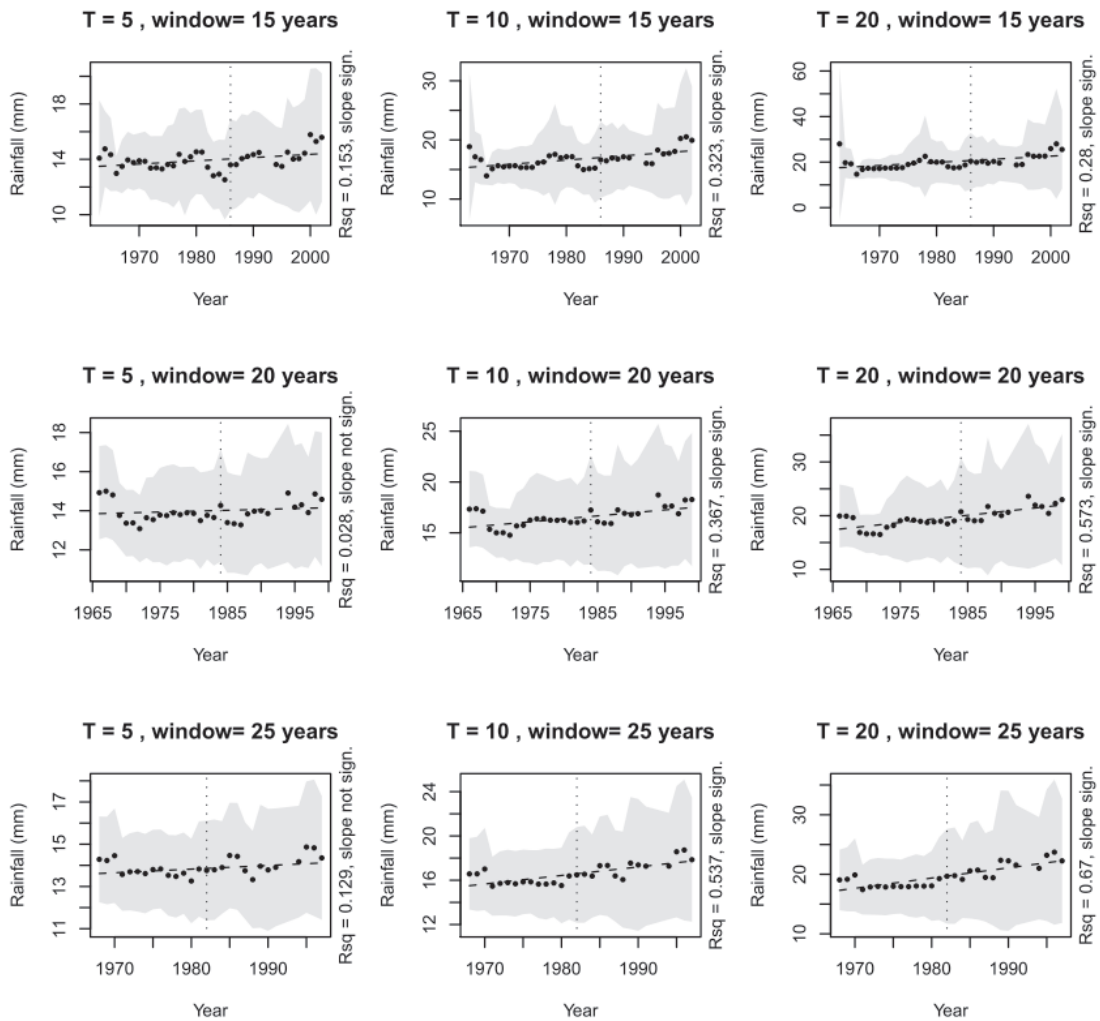 T = 5 , window= 15 years
Rainfall (mm)
10 14 18
1970 1980 1990 2000
Year
Rsq = 0.153, slope sign.
T = 10 , window= 15 years
Rainfall (mm)
10 20 30
1970 1980 1990 2000
Year
Rsq = 0.323, slope sign.
T = 20 , window= 15 years
Rainfall (mm)
0 20 40 60
1970 1980 1990 2000
Year
Rsq = 0.28, slope sign.
T = 5 , window= 20 years
Rainfall (mm)
12 14 16 18
1965 1975 1985 1995
Year
Rsq = 0.028, slope not sign.
T = 10 , window= 20 years
Rainfall (mm)
15 20 25
1965 1975 1985 1995
Year
Rsq = 0.367, slope sign.
T = 20 , window= 20 years
Rainfall (mm)
10 20 30
1965 1975 1985 1995
Year
Rsq = 0.573, slope sign.
T = 5 , window= 25 years
Rainfall (mm)
11 13 14 15 17
1970 1980 1990
Year
Rsq = 0.129, slope not sign.
T = 10 , window= 25 years
Rainfall (mm)
12 16 20 24
1970 1980 1990
Year
Rsq = 0.537, slope sign.
T = 20 , window= 25 years
Rainfall (mm)
10 20 30
1970 1980 1990
Year
Rsq = 0.67, slope sign.